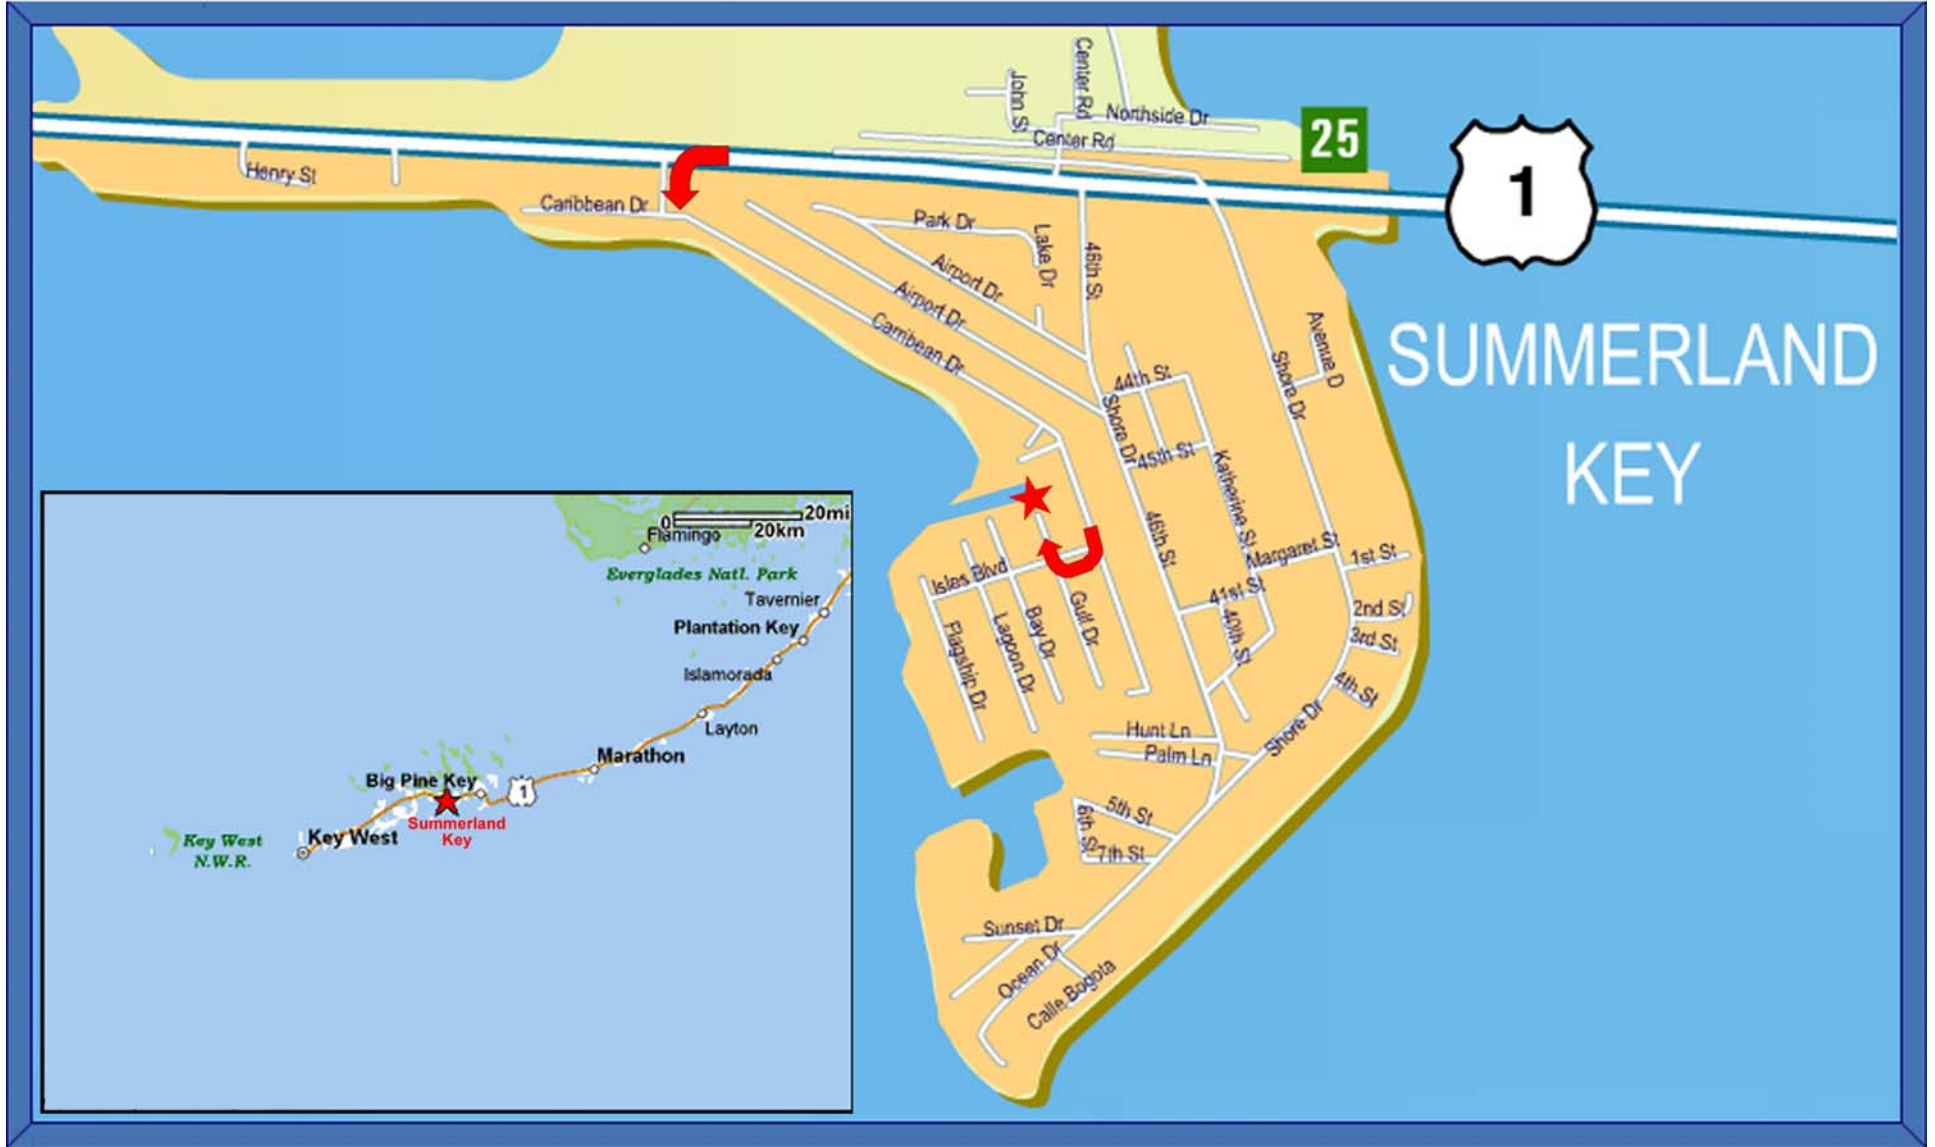 Center Rd
John St
Northside Dr
Center Rd
25
1
Henry St
Caribbean Dr
Park Dr
Lake Dr
46th St
Airport Dr
Airport Dr
Carribean Dr
Avenue D
Shore Dr
SUMMERLAND
KEY
44th St
Shore Dr
45th St
Katherine St
46th St
Margaret St
1st St
Isles Blvd
41st St
2nd St
40th St
3rd St
Gulf Dr
Bay Dr
Lagoon Dr
Flagship Dr
4th St
Shore Dr
Hunt Ln
Palm Ln
5th St
6th St
7th St
Sunset Dr
Ocean Dr
Calle Bogota
0
20mi
20km
Flamingo
Everglades Natl. Park
Tavernier
Plantation Key
Islamorada
Layton
Marathon
Big Pine Key
1
Summerland
Key
Key West
Key West
N.W.R.